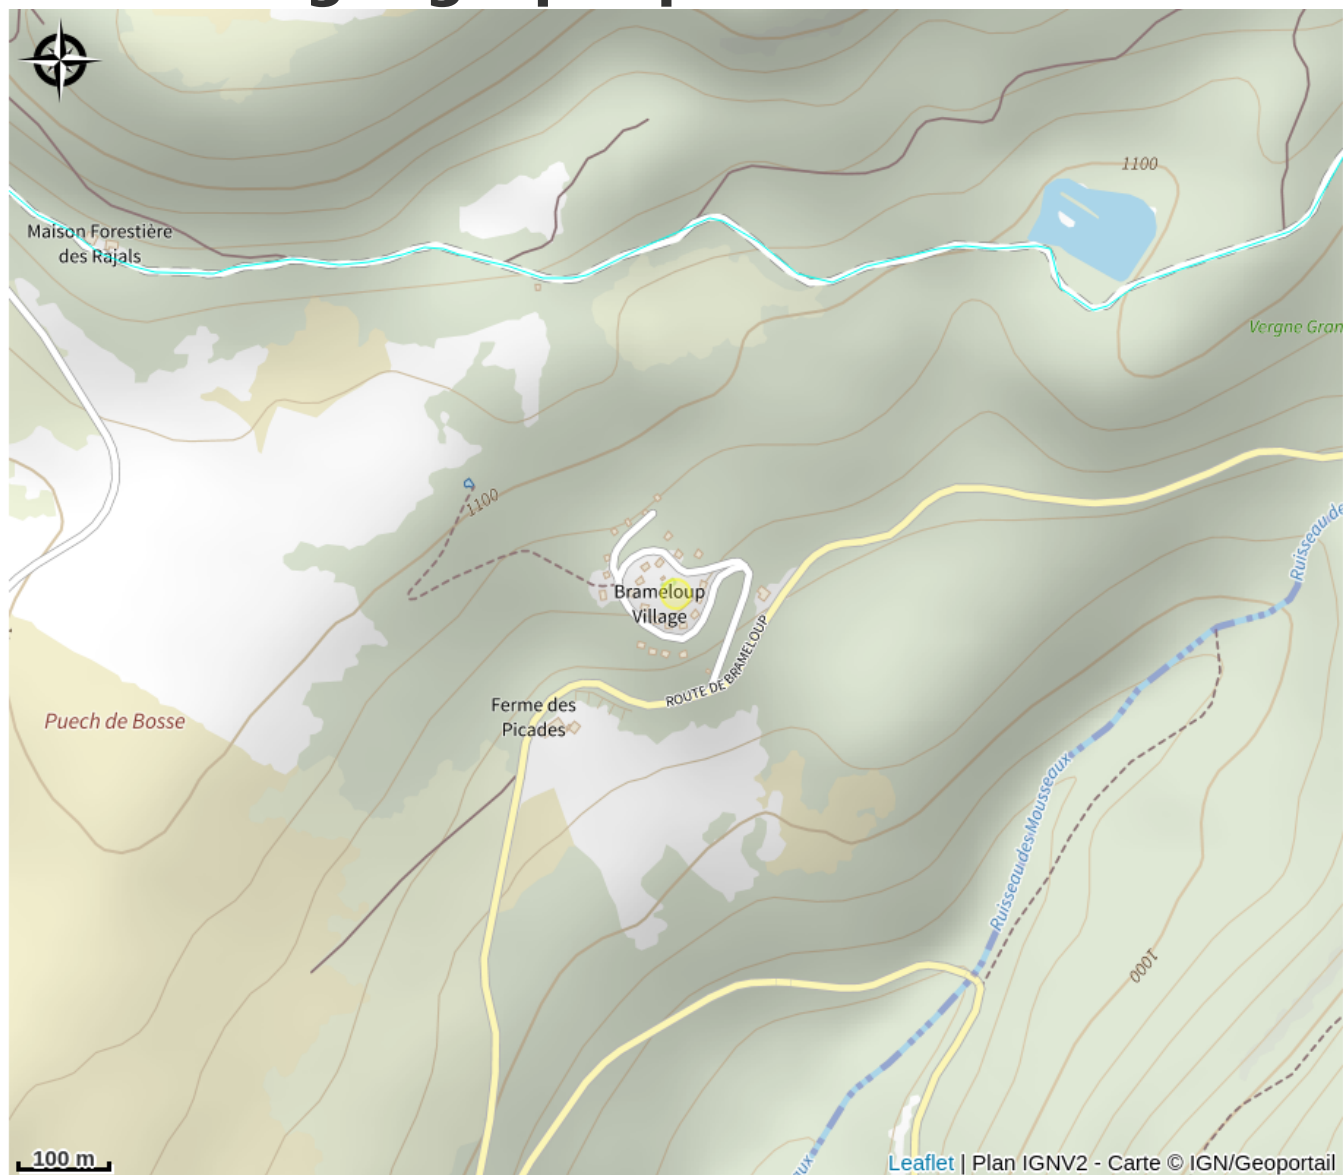 1100
Maison Forestière
des Rajals
Vergne Gran
1100
Ruisseau de
Brameloup
Village
ROUTE DE BRAMELOUP
Ferme des
Picades
Puech de Bosse
Ruisseau des Mousseaux
1000
aux
100 m
Leaflet | Plan IGNV2 - Carte © IGN/Geoportail